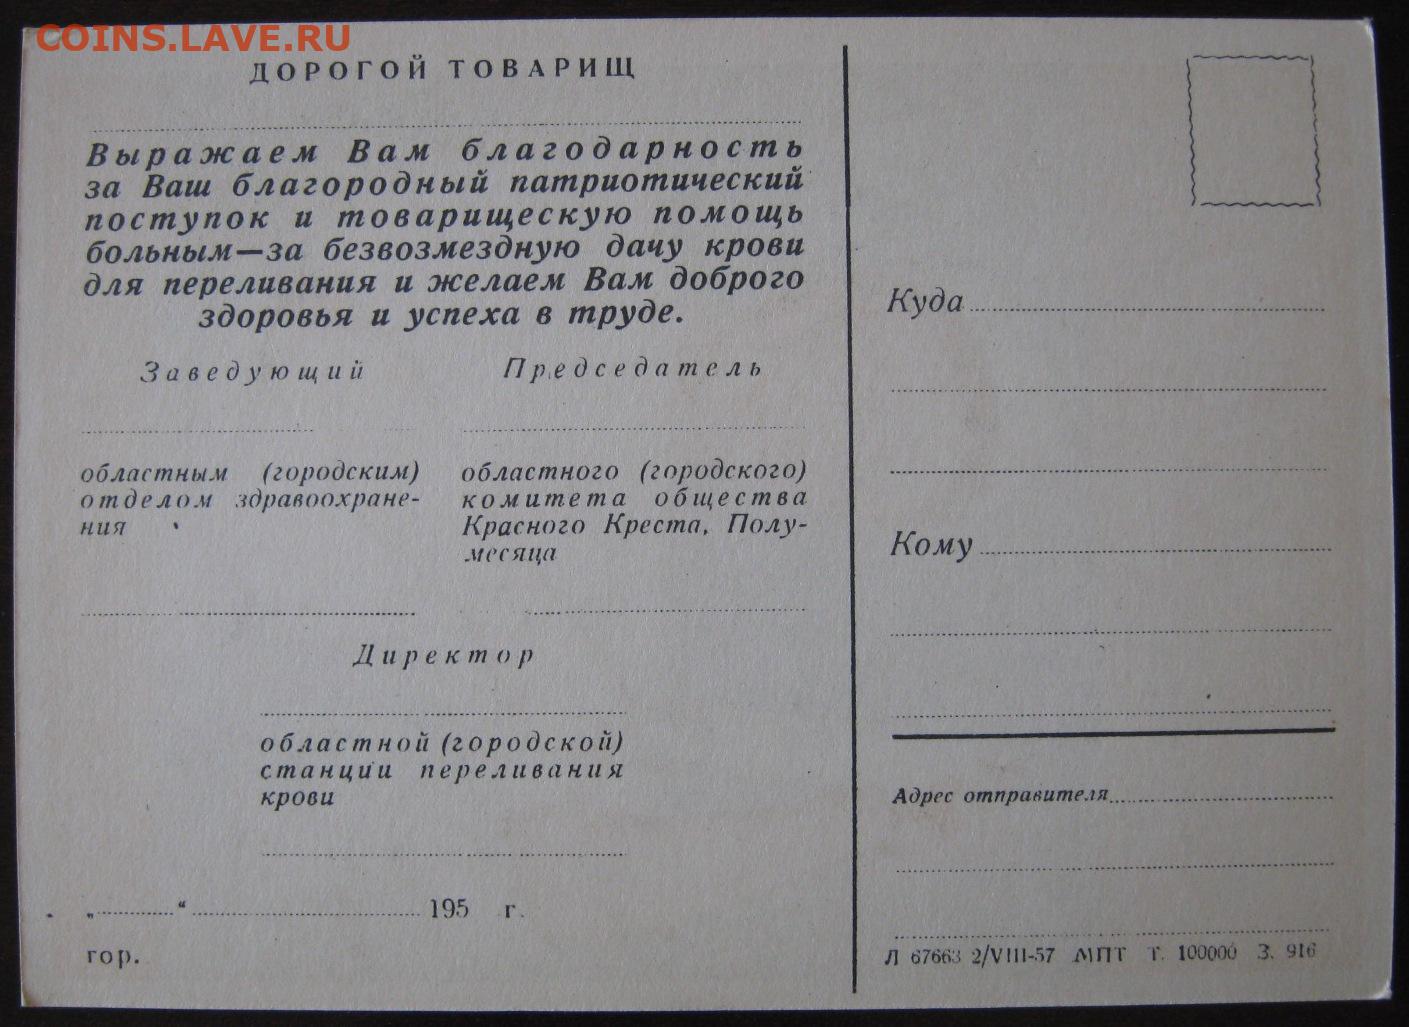 COINS.LAVE.RU
ДОРОГОЙ ТОВАРИЩ
Выражаем Вам благодарность
за Ваш благородный патриотический
поступок и товарищескую помощь
больным—за безвозмездную дачу крови
для переливания и желаем Вам доброго
здоровья и успеха в труде.
Заведующий
областным (городским)
отделом здравоохране-
ния
Председатель
областного (городского)
комитета общества
Красного Креста, Полу-
месяца
Директор
областной (городской)
станции переливания
крови
„ “ 195 г.
гор.
Куда
Кому
Адрес отправителя
Л 67663 2/VIII-57 МПТ Т. 100000 З. 916